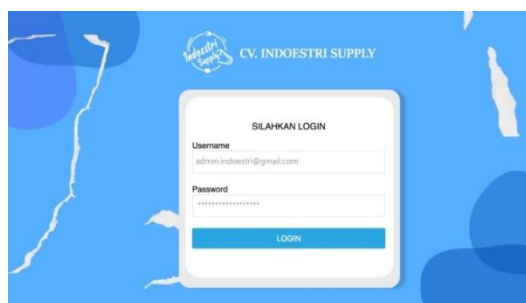 Indoestri
Supply
CV. INDOESTRI SUPPLY
SILAHKAN LOGIN
Username
admin.indoestri@gmail.com
Password
******************
LOGIN